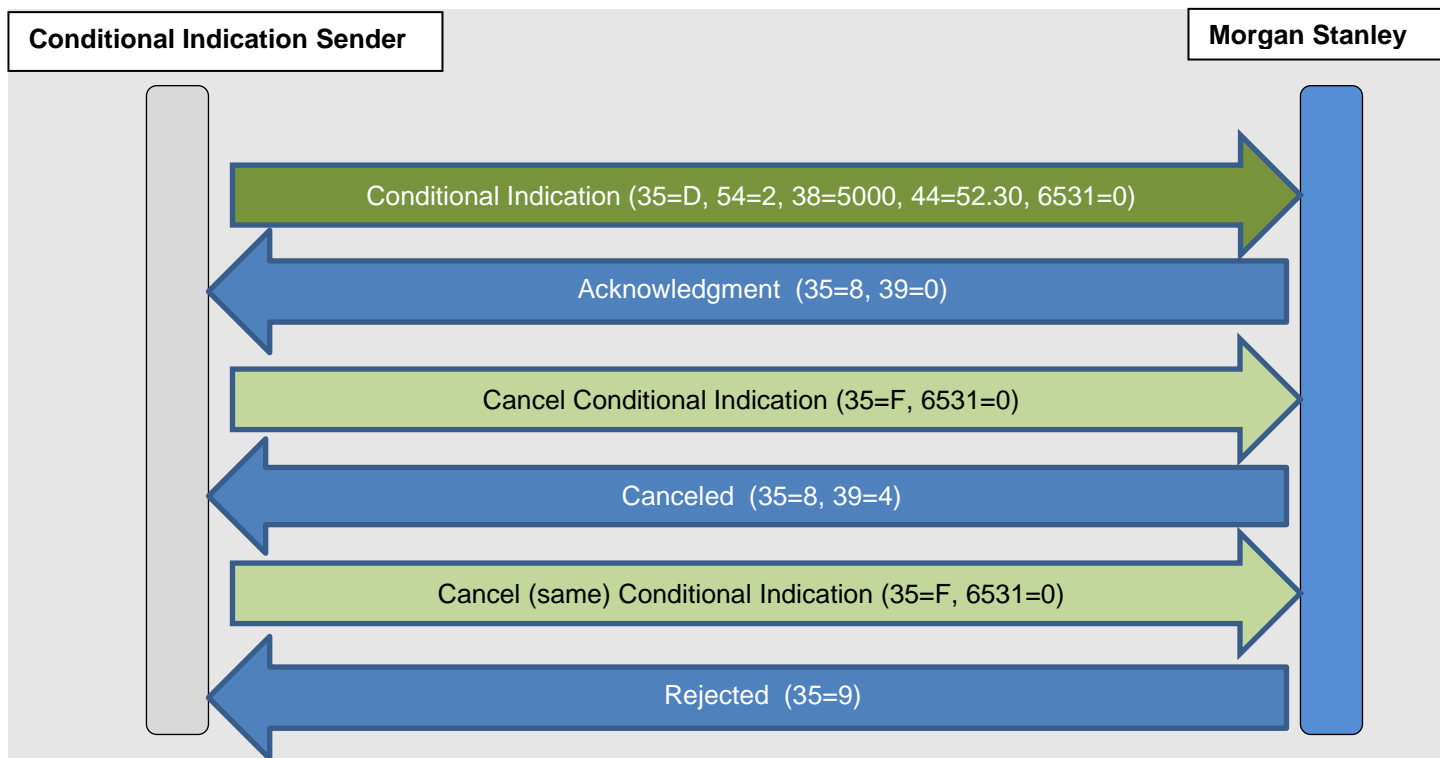 Conditional Indication Sender
Morgan Stanley
Conditional Indication (35=D, 54=2, 38=5000, 44=52.30, 6531=0)
Acknowledgment  (35=8, 39=0)
Cancel Conditional Indication (35=F, 6531=0)
Canceled  (35=8, 39=4)
Cancel (same) Conditional Indication (35=F, 6531=0)
Rejected  (35=9)